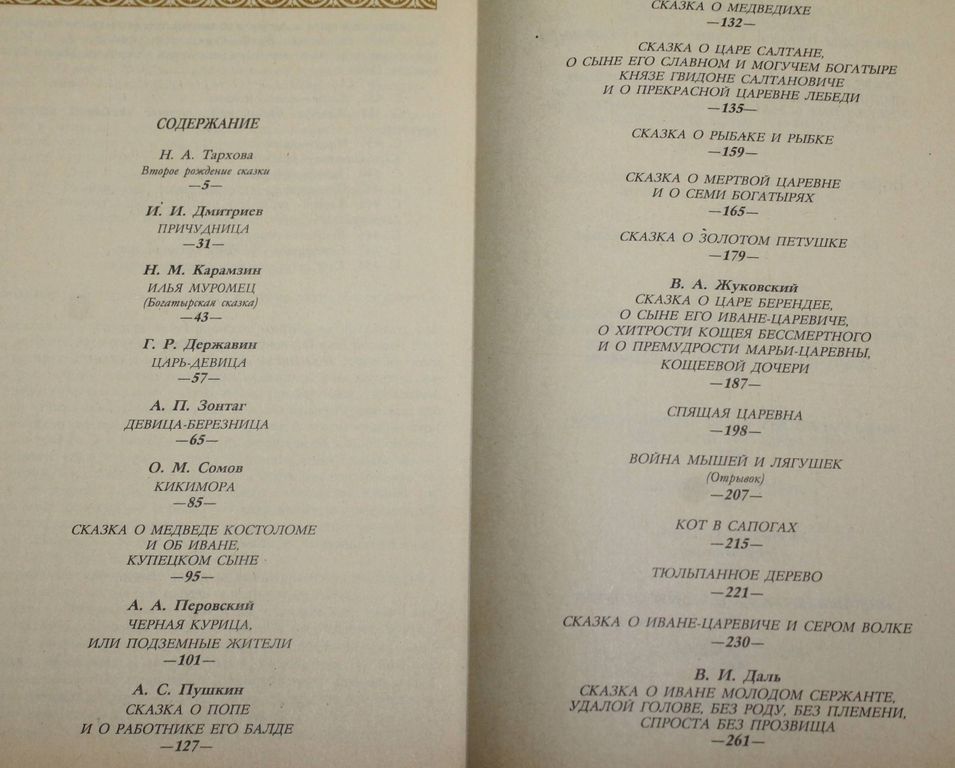 СОДЕРЖАНИЕ
Н. А. Тархова
Второе рождение сказки
—5—
И. И. Дмитриев
ПРИЧУДНИЦА
—31—
Н. М. Карамзин
ИЛЬЯ МУРОМЕЦ
(Богатырская сказка)
—43—
Г. Р. Державин
ЦАРЬ-ДЕВИЦА
—57—
А. П. Зонтаг
ДЕВИЦА-БЕРЕЗНИЦА
—65—
О. М. Сомов
КИКИМОРА
—85—
СКАЗКА О МЕДВЕДЕ КОСТОЛОМЕ
И ОБ ИВАНЕ,
КУПЕЦКОМ СЫНЕ
—95—
А. А. Перовский
ЧЕРНАЯ КУРИЦА,
ИЛИ ПОДЗЕМНЫЕ ЖИТЕЛИ
—101—
А. С. Пушкин
СКАЗКА О ПОПЕ
И О РАБОТНИКЕ ЕГО БАЛДЕ
—127—
СКАЗКА О МЕДВЕДИХЕ
—132—
СКАЗКА О ЦАРЕ САЛТАНЕ,
О СЫНЕ ЕГО СЛАВНОМ И МОГУЧЕМ БОГАТЫРЕ
КНЯЗЕ ГВИДОНЕ САЛТАНОВИЧЕ
И О ПРЕКРАСНОЙ ЦАРЕВНЕ ЛЕБЕДИ
—135—
СКАЗКА О РЫБАКЕ И РЫБКЕ
—159—
СКАЗКА О МЕРТВОЙ ЦАРЕВНЕ
И О СЕМИ БОГАТЫРЯХ
—165—
СКАЗКА О ЗОЛОТОМ ПЕТУШКЕ
—179—
В. А. Жуковский
СКАЗКА О ЦАРЕ БЕРЕНДЕЕ,
О СЫНЕ ЕГО ИВАНЕ-ЦАРЕВИЧЕ,
О ХИТРОСТИ КОЩЕЯ БЕССМЕРТНОГО
И О ПРЕМУДРОСТИ МАРЬИ-ЦАРЕВНЫ,
КОЩЕЕВОЙ ДОЧЕРИ
—187—
СПЯЩАЯ ЦАРЕВНА
—198—
ВОЙНА МЫШЕЙ И ЛЯГУШЕК
(Отрывок)
—207—
КОТ В САПОГАХ
—215—
ТЮЛЬПАННОЕ ДЕРЕВО
—221—
СКАЗКА О ИВАНЕ-ЦАРЕВИЧЕ И СЕРОМ ВОЛКЕ
—230—
В. И. Даль
СКАЗКА О ИВАНЕ МОЛОДОМ СЕРЖАНТЕ,
УДАЛОЙ ГОЛОВЕ, БЕЗ РОДУ, БЕЗ ПЛЕМЕНИ,
СПРОСТА БЕЗ ПРОЗВИЩА
—261—